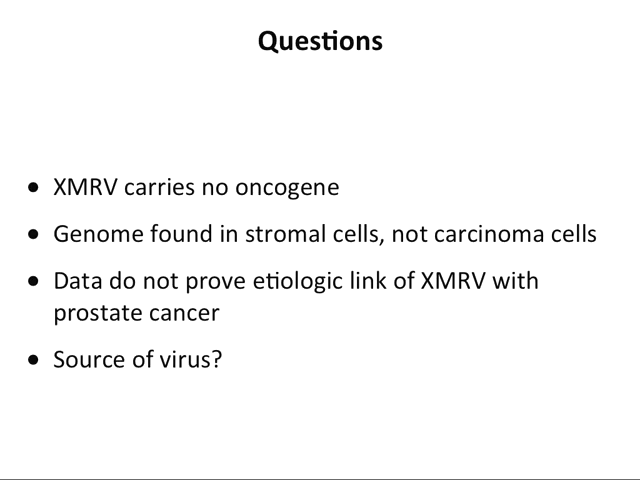 Questions
• XMRV carries no oncogene
• Genome found in stromal cells, not carcinoma cells
• Data do not prove etiologic link of XMRV with
prostate cancer
• Source of virus?